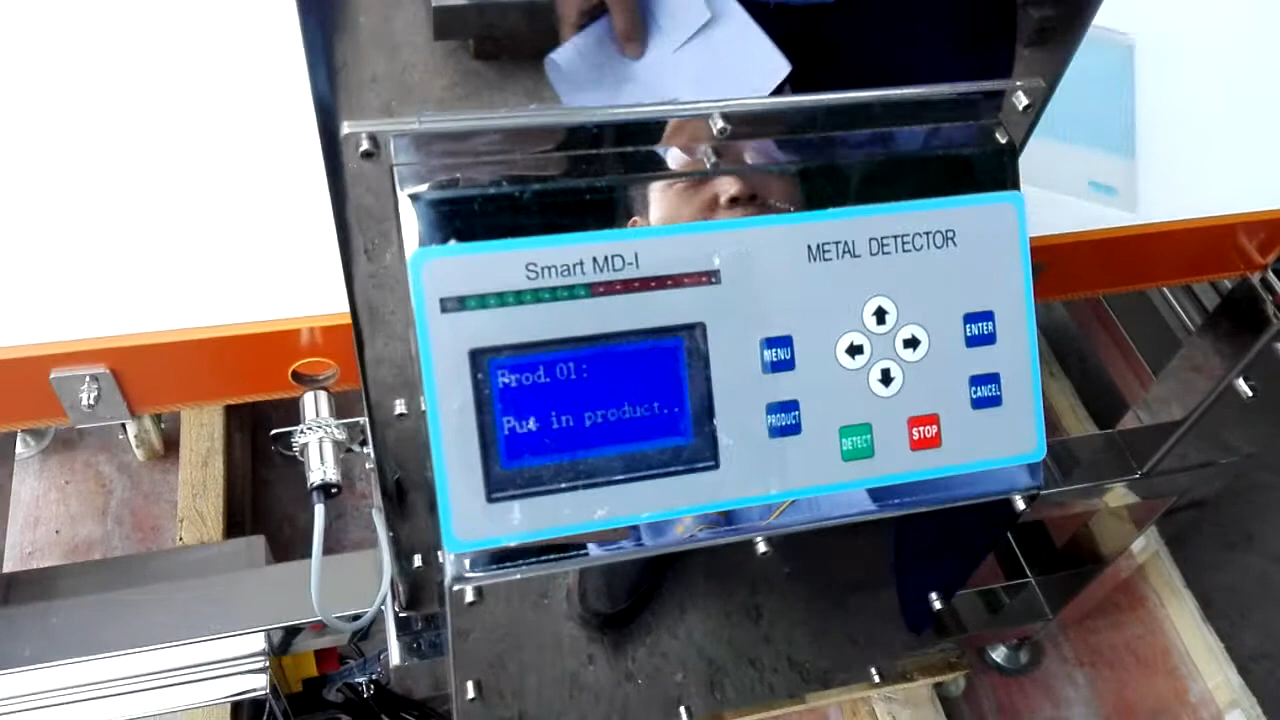 Smart MD-I
METAL DETECTOR
Prod.01:
Put in product..
MENU
ENTER
PRODUCT
CANCEL
DETECT
STOP